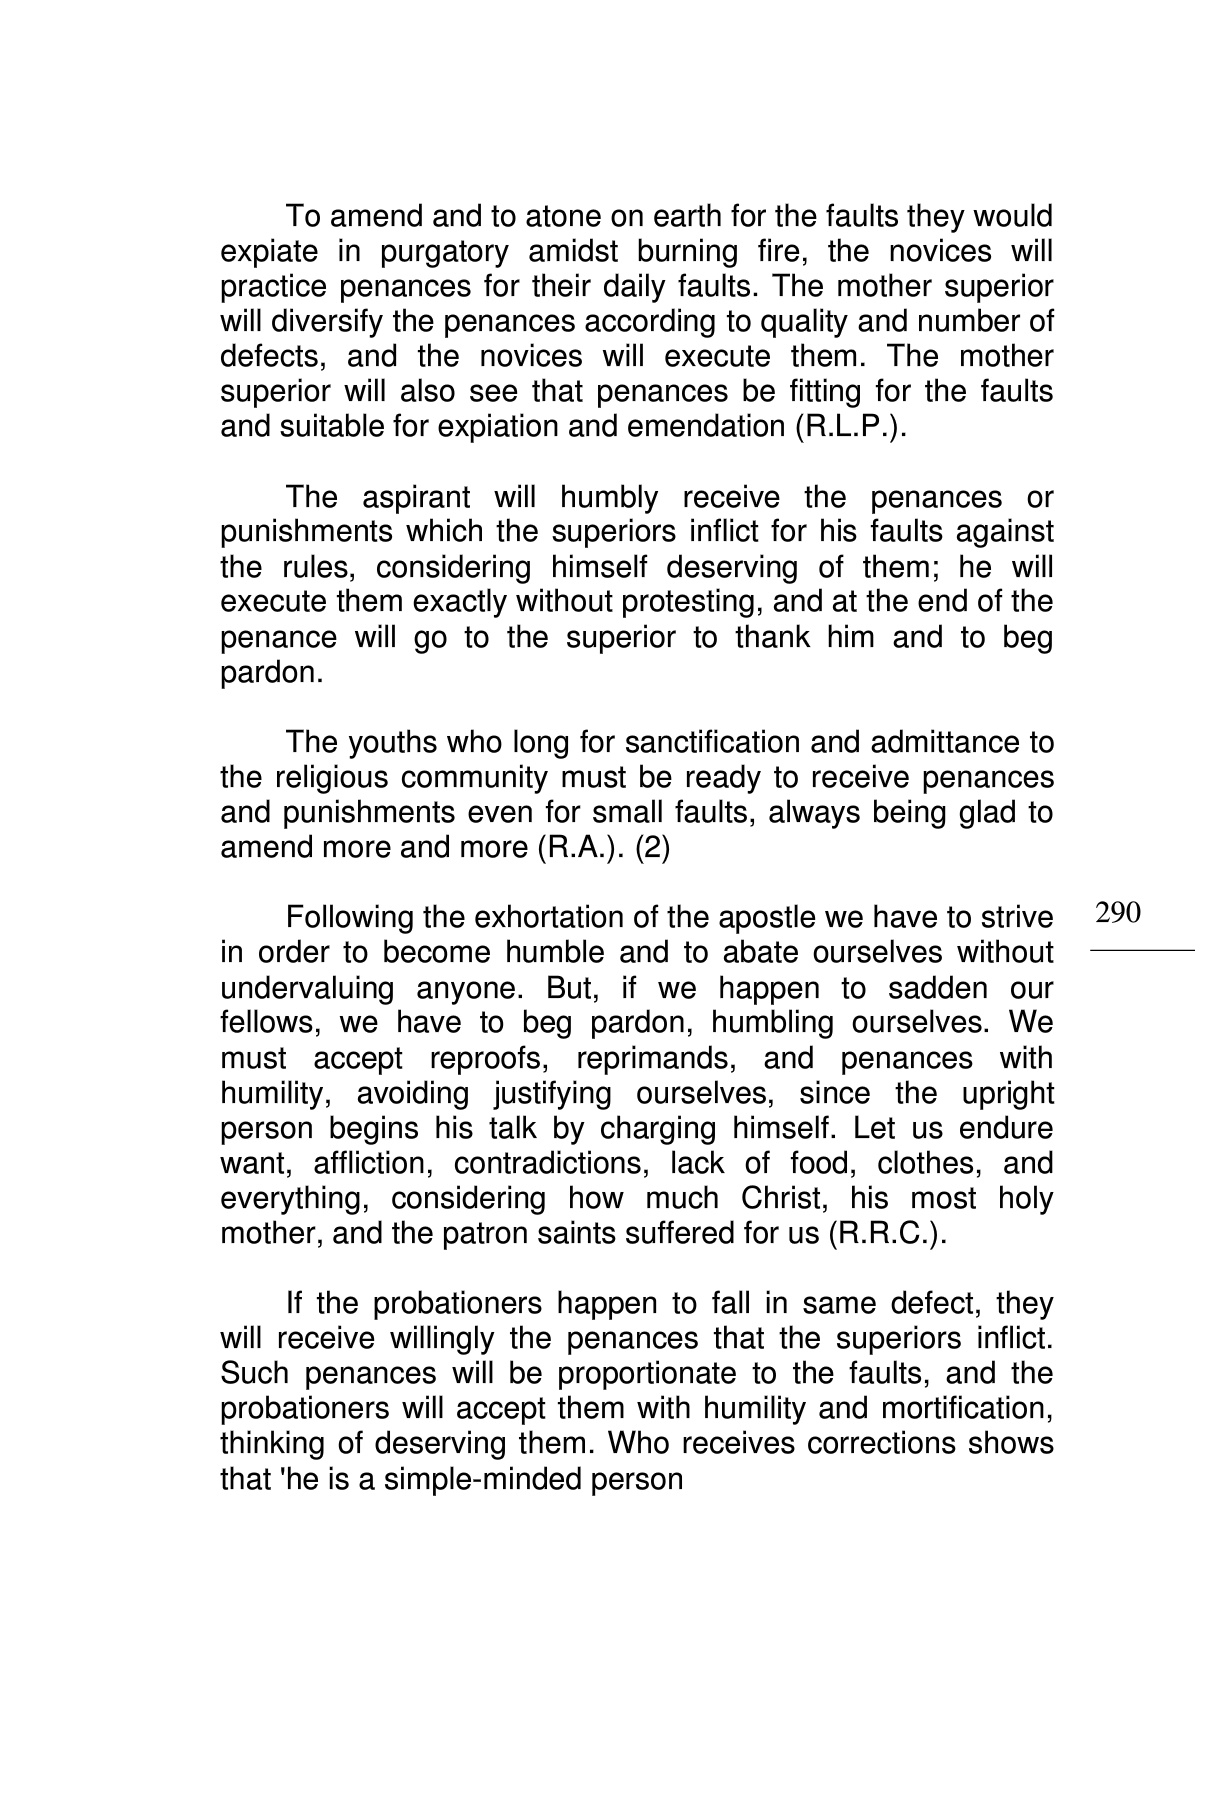 To amend and to atone on earth for the faults they would
expiate in purgatory amidst burning fire, the novices will
practice penances for their daily faults. The mother superior
will diversify the penances according to quality and number of
defects, and the novices will execute them. The mother
superior will also see that penances be fitting for the faults
and suitable for expiation and emendation (R.L.P.).
The aspirant will humbly receive the penances or
punishments which the superiors inflict for his faults against
the rules, considering himself deserving of them; he will
execute them exactly without protesting, and at the end of the
penance will go to the superior to thank him and to beg
pardon.
The youths who long for sanctification and admittance to
the religious community must be ready to receive penances
and punishments even for small faults, always being glad to
amend more and more (R.A.). (2)
Following the exhortation of the apostle we have to strive
in order to become humble and to abate ourselves without
undervaluing anyone. But, if we happen to sadden our
fellows, we have to beg pardon, humbling ourselves. We
must accept reproofs, reprimands, and penances with
humility, avoiding justifying ourselves, since the upright
person begins his talk by charging himself. Let us endure
want, affliction, contradictions, lack of food, clothes, and
everything, considering how much Christ, his most holy
mother, and the patron saints suffered for us (R.R.C.).
If the probationers happen to fall in same defect, they
will receive willingly the penances that the superiors inflict.
Such penances will be proportionate to the faults, and the
probationers will accept them with humility and mortification,
thinking of deserving them. Who receives corrections shows
that 'he is a simple-minded person
290